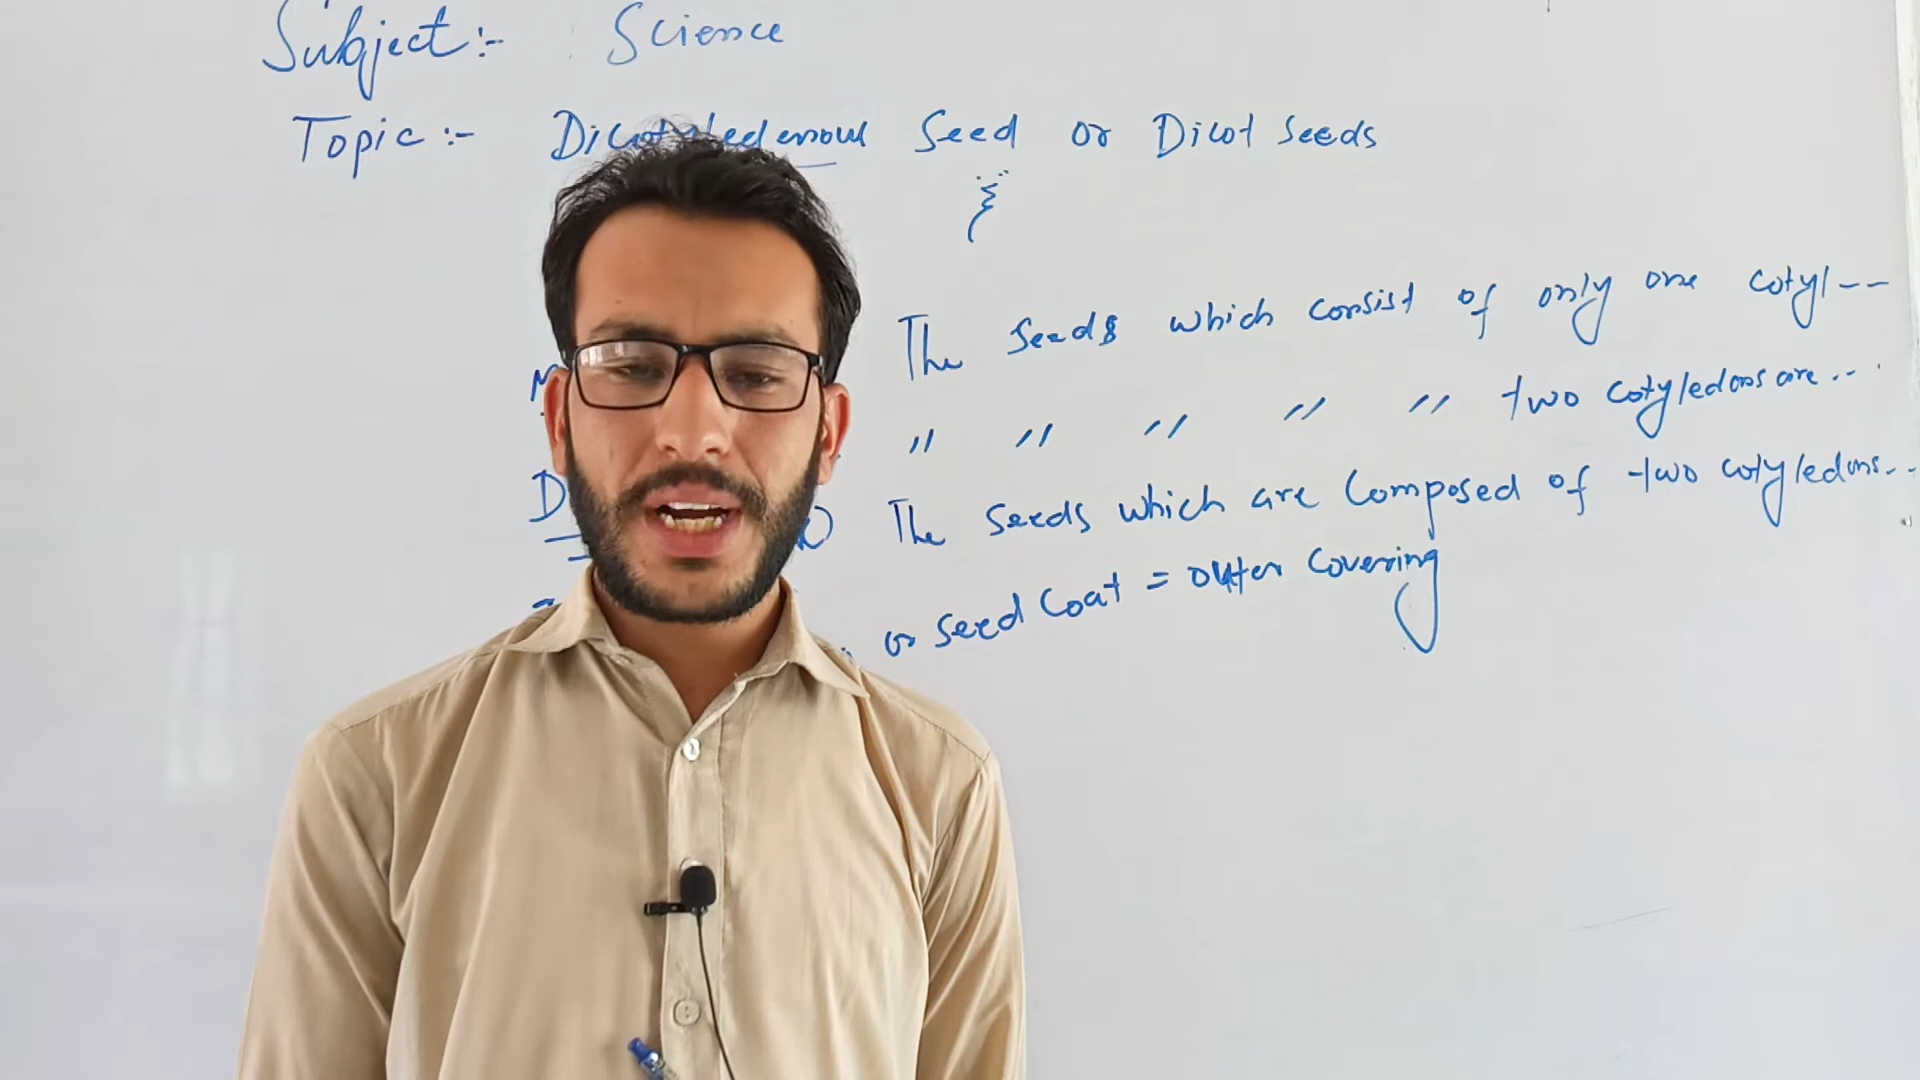 Subject:- Science
Topic:- Dicotyledenous Seed or Dicot Seeds
The Seeds which consist of only one cotyl--
" " " " " two cotyledons are...
D
The Seeds which are Composed of two cotyledons...
or Seed Coat = outer Covering